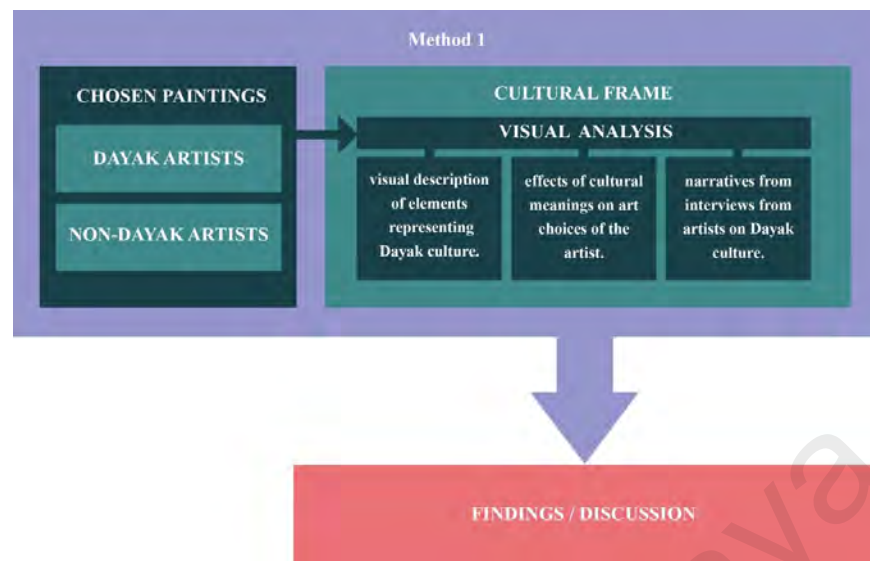 Method 1
CHOSEN PAINTINGS
DAYAK ARTISTS
NON-DAYAK ARTISTS
CULTURAL FRAME
VISUAL ANALYSIS
visual description
of elements
representing
Dayak culture.
effects of cultural
meanings on art
choices of the
artist.
narratives from
interviews from
artists on Dayak
culture.
FINDINGS / DISCUSSION